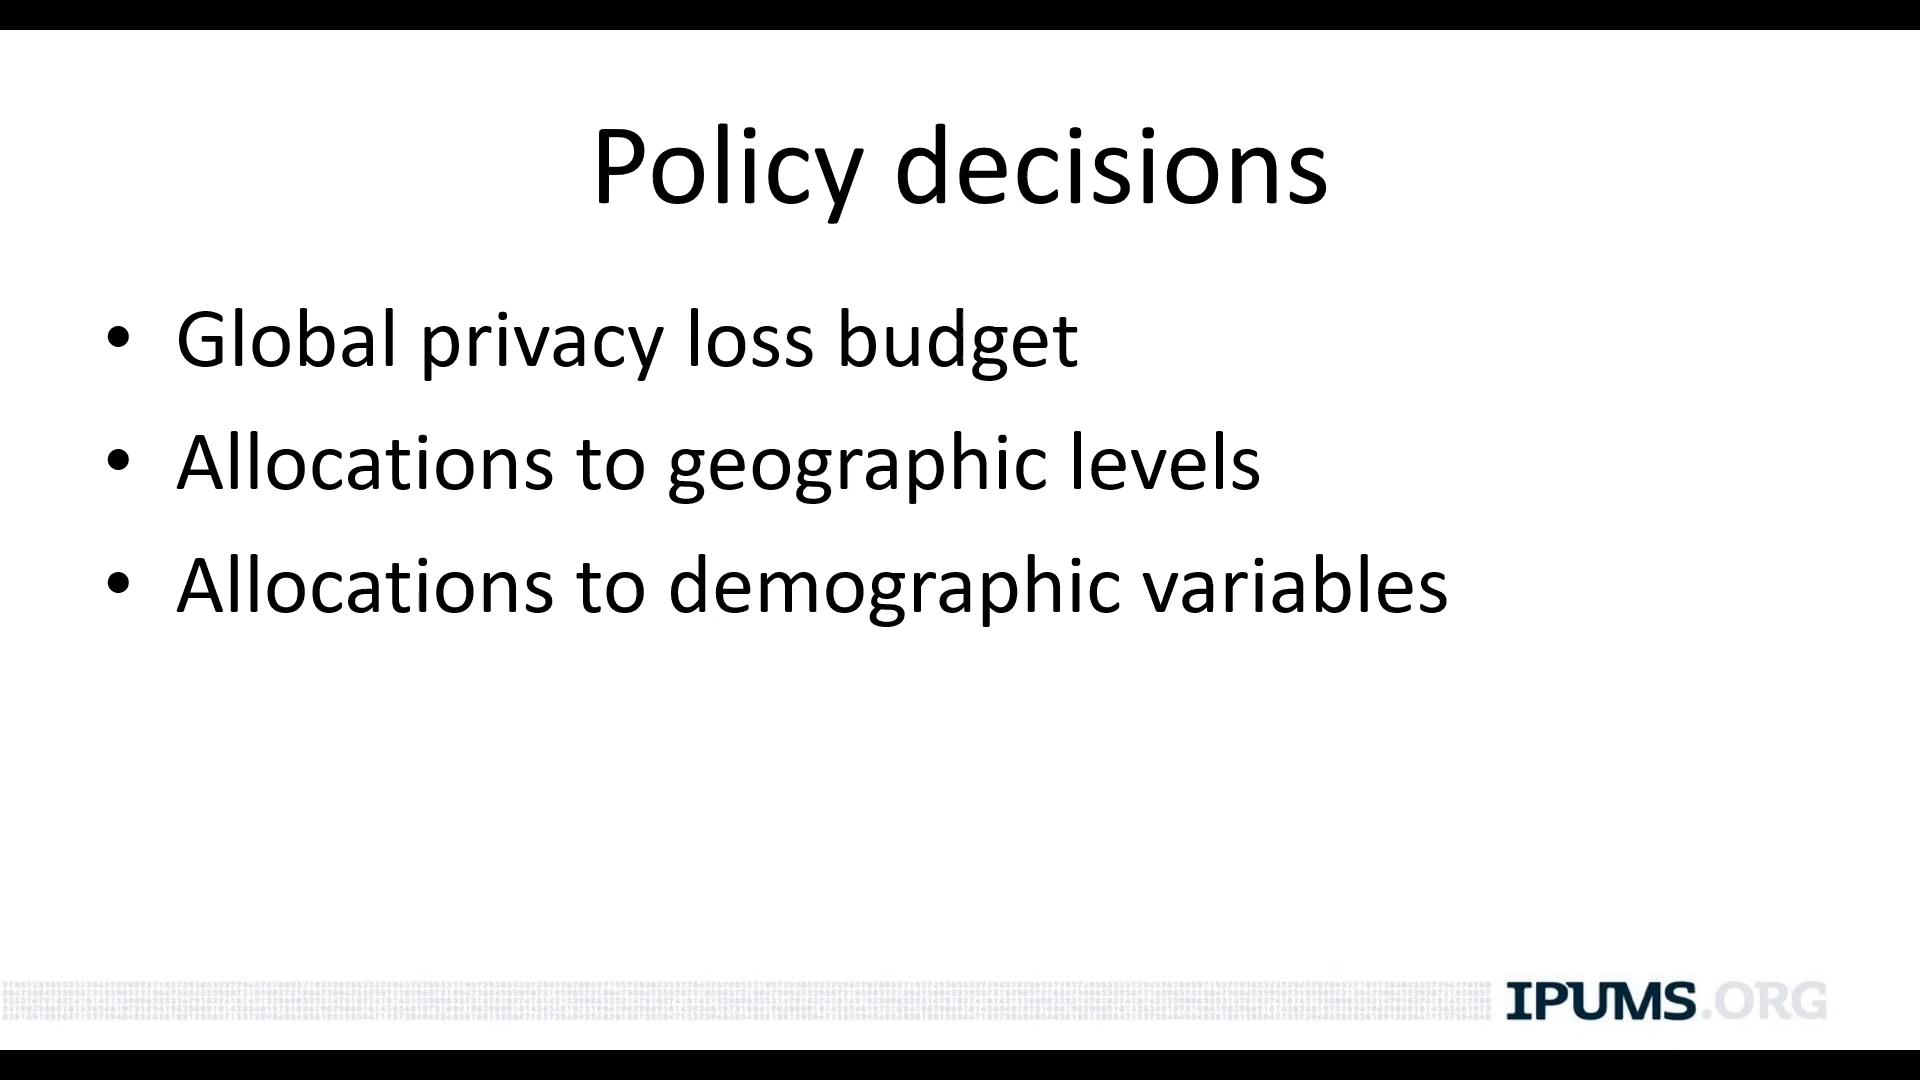 Policy decisions
• Global privacy loss budget
• Allocations to geographic levels
• Allocations to demographic variables
IPUMS.ORG